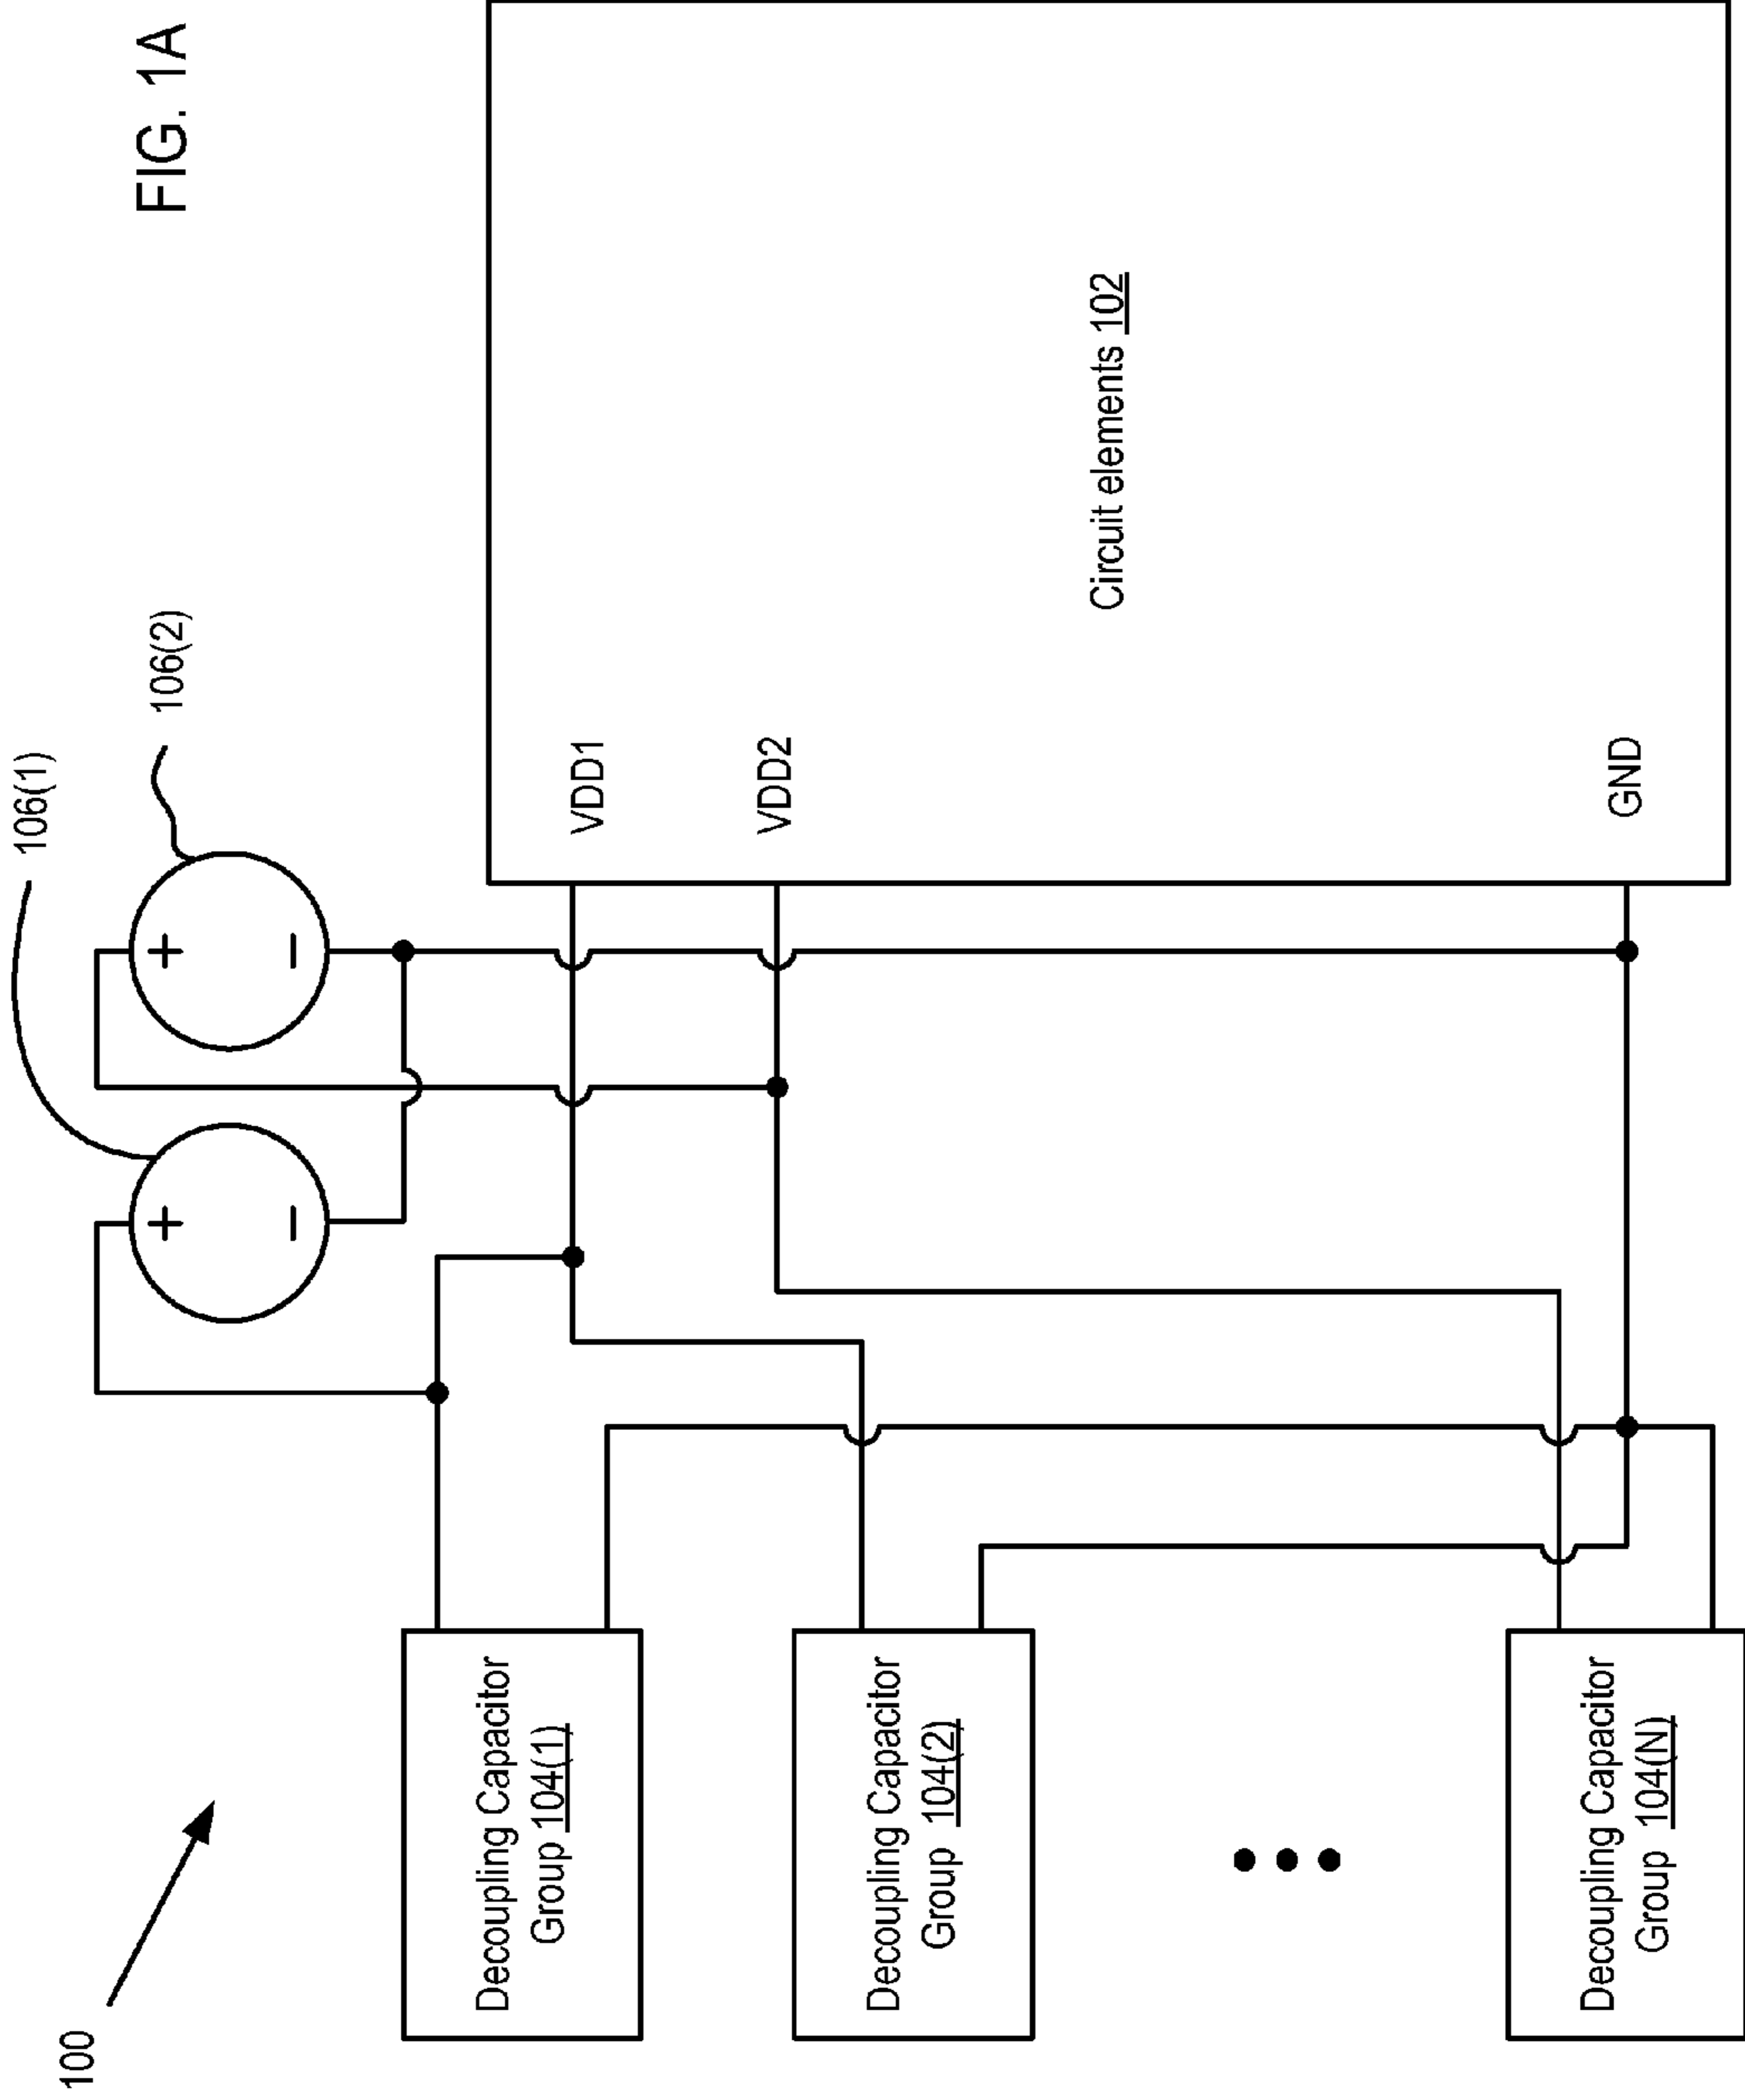 FIG. 1A
100
106(1)
106(2)
+
−
+
−
VDD1
VDD2
GND
Circuit elements 102
Decoupling Capacitor
Group 104(1)
Decoupling Capacitor
Group 104(2)
Decoupling Capacitor
Group 104(N)